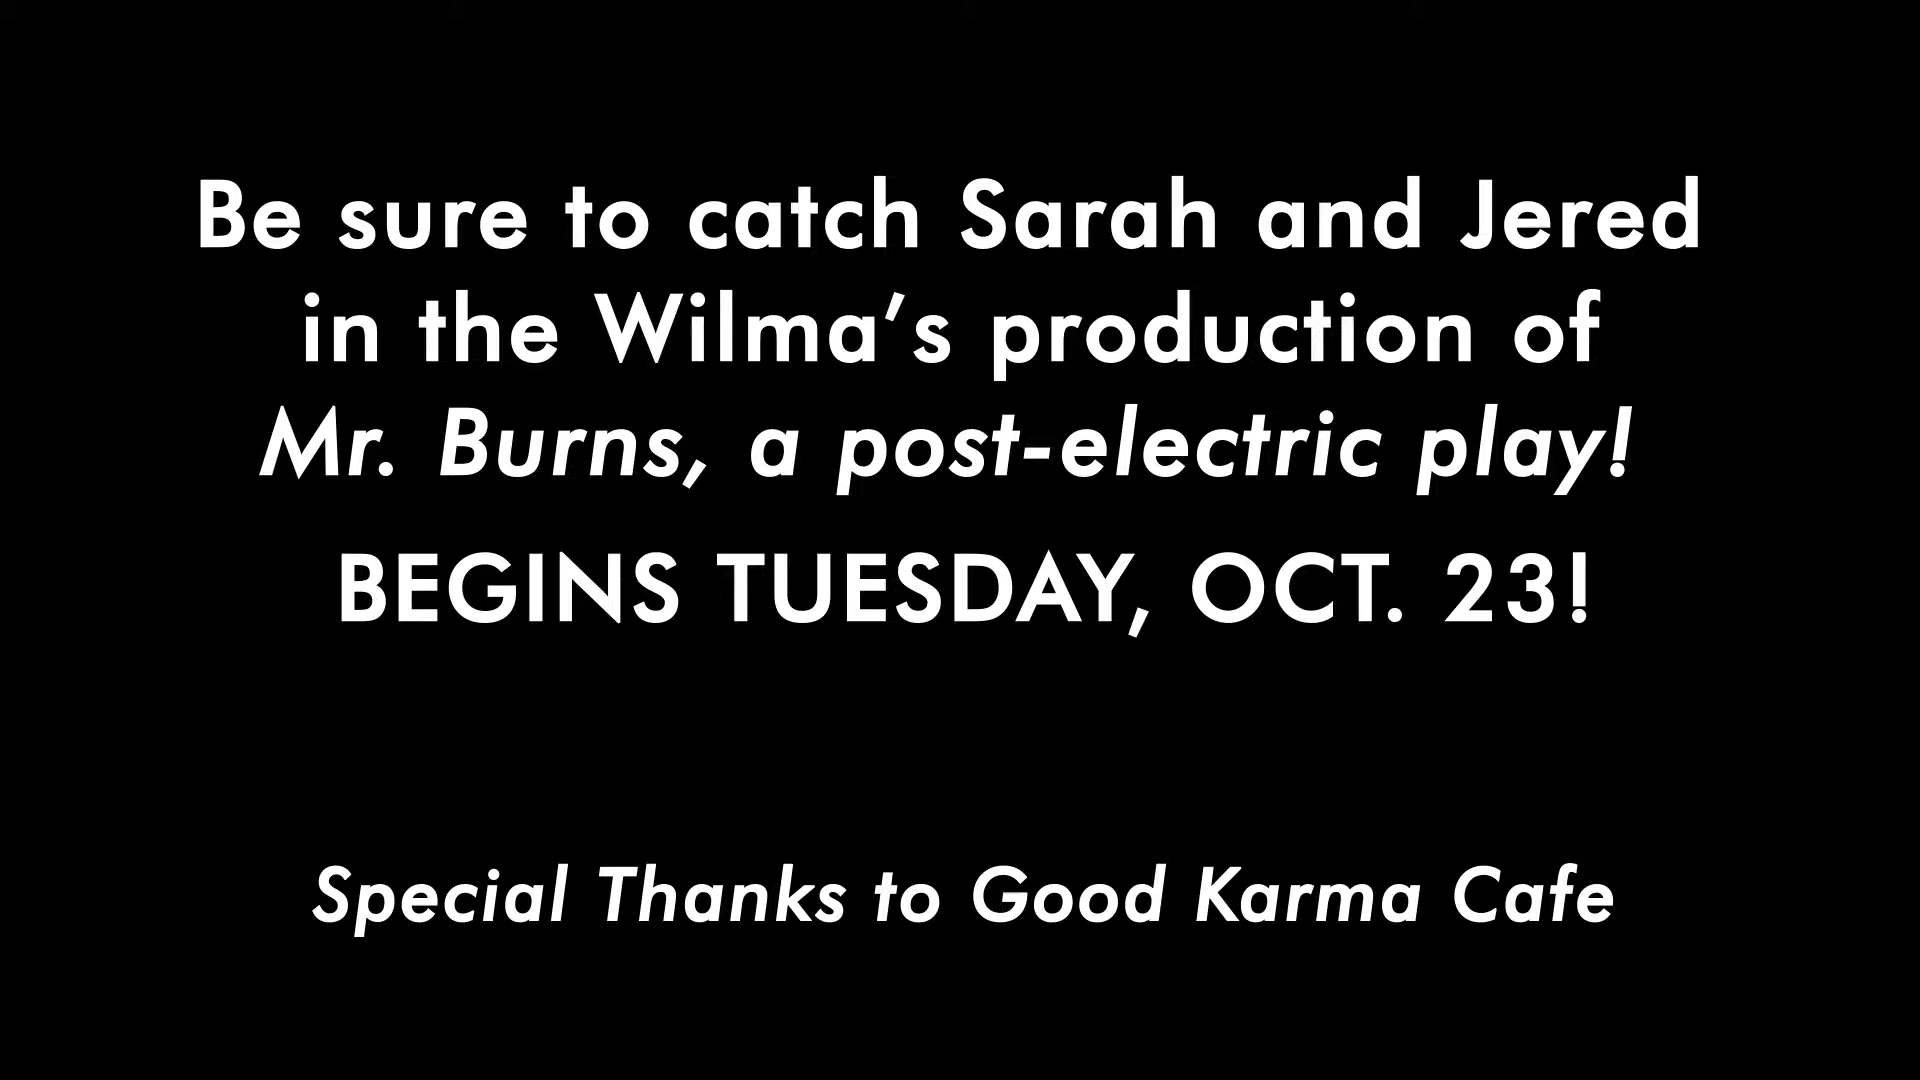 Be sure to catch Sarah and Jered
in the Wilma’s production of
Mr. Burns, a post-electric play!
BEGINS TUESDAY, OCT. 23!
Special Thanks to Good Karma Cafe